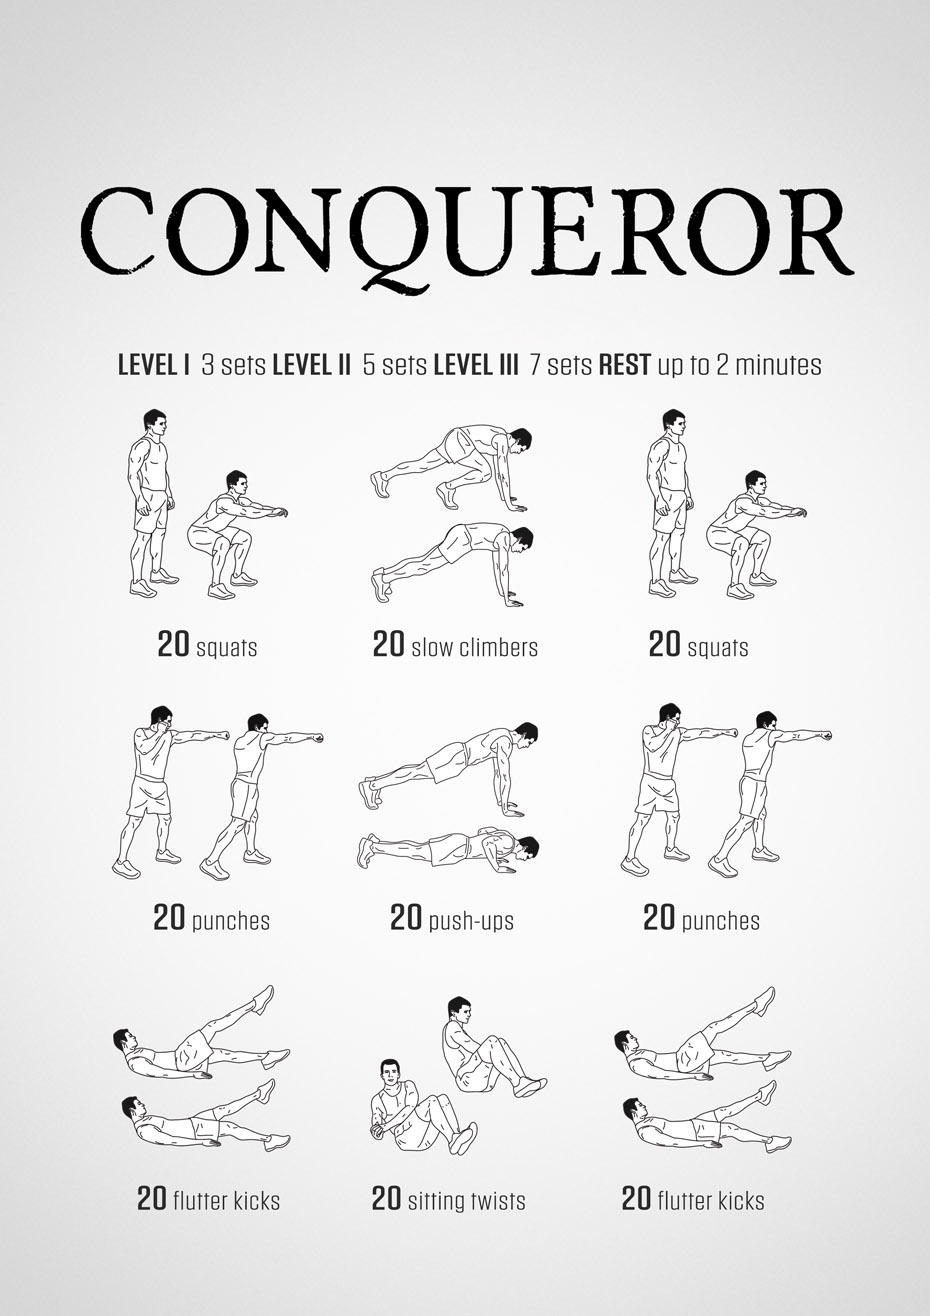 CONQUEROR
LEVEL I 3 sets LEVEL II 5 sets LEVEL III 7 sets REST up to 2 minutes
20 squats
20 slow climbers
20 squats
20 punches
20 push-ups
20 punches
20 flutter kicks
20 sitting twists
20 flutter kicks